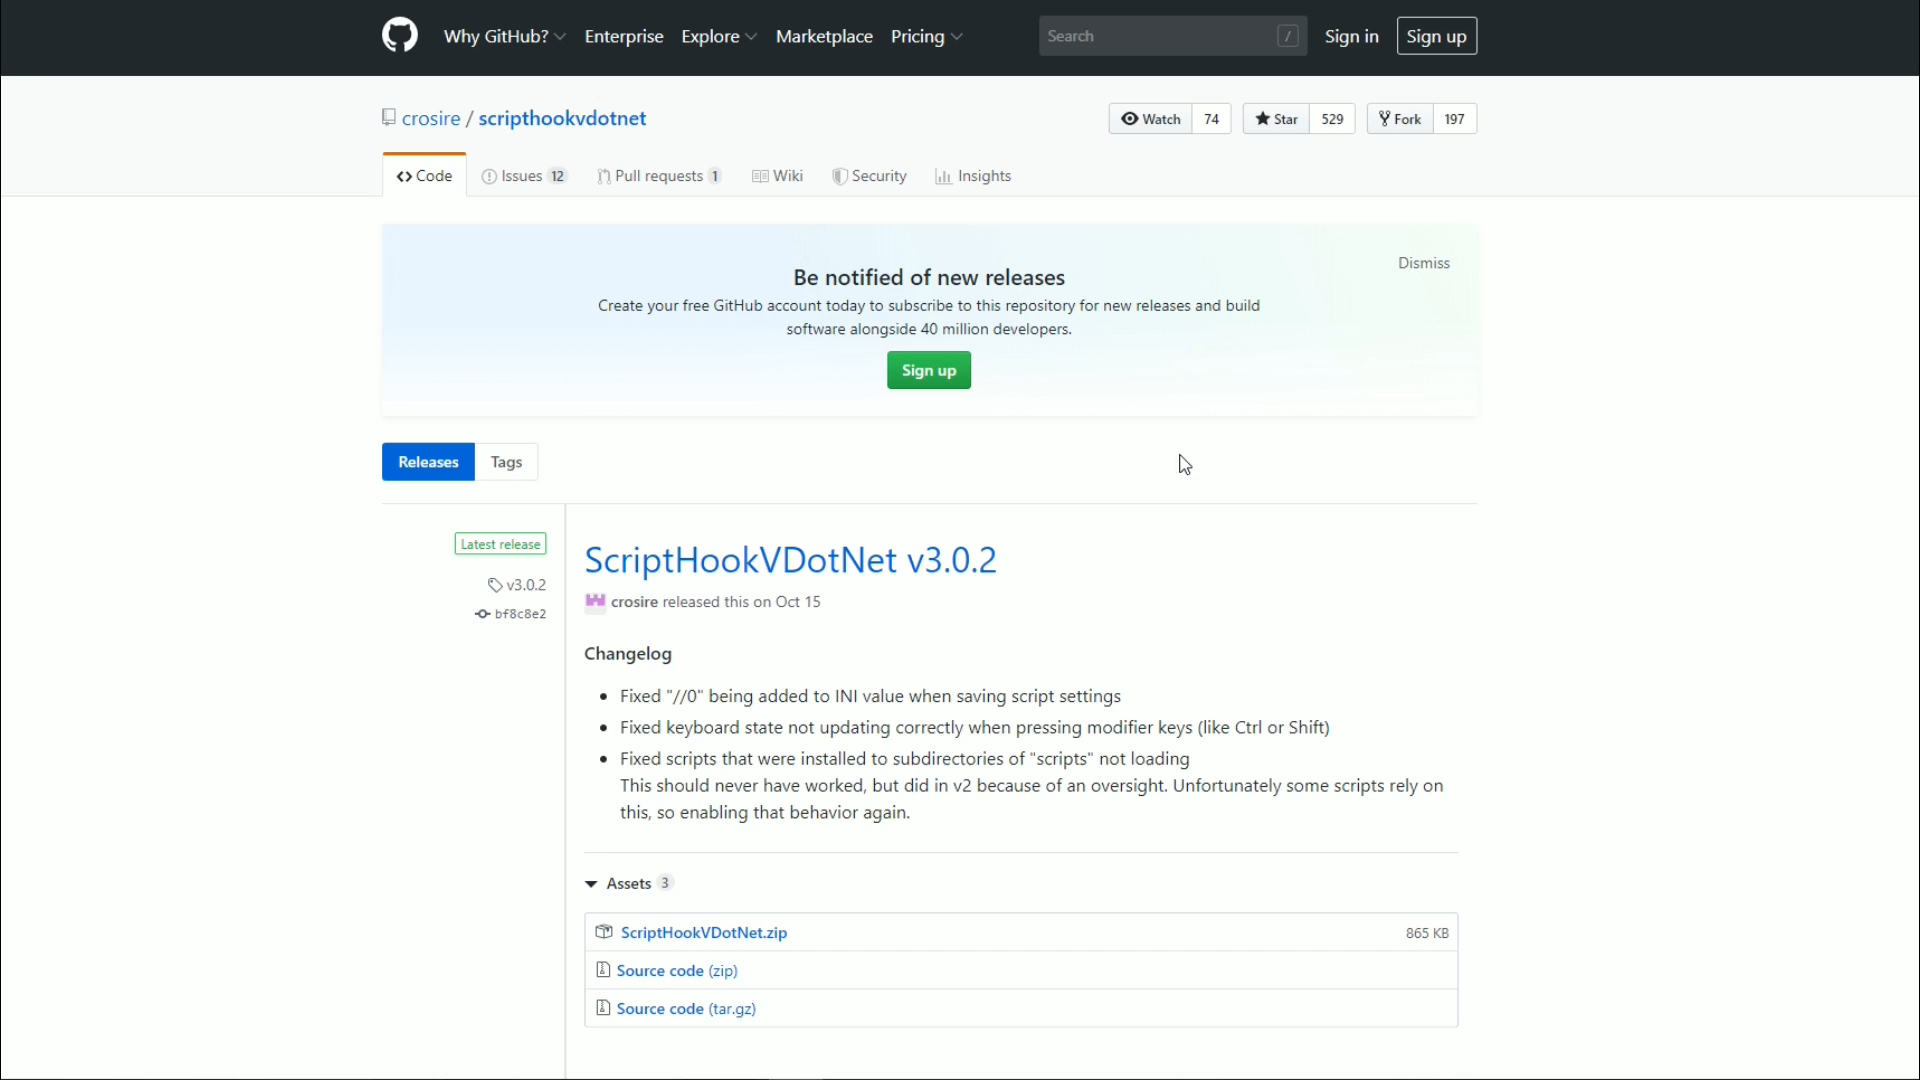 Why GitHub? Enterprise Explore Marketplace Pricing Search / Sign in Sign up
crosire / scripthookvdotnet Watch 74 Star 529 Fork 197
Code Issues 12 Pull requests 1 Wiki Security Insights
Dismiss
Be notified of new releases
Create your free GitHub account today to subscribe to this repository for new releases and build
software alongside 40 million developers.
Sign up
Releases Tags
Latest release
v3.0.2
bf8c8e2
ScriptHookVDotNet v3.0.2
crosire released this on Oct 15
Changelog
• Fixed "//0" being added to INI value when saving script settings
• Fixed keyboard state not updating correctly when pressing modifier keys (like Ctrl or Shift)
• Fixed scripts that were installed to subdirectories of "scripts" not loading
This should never have worked, but did in v2 because of an oversight. Unfortunately some scripts rely on
this, so enabling that behavior again.
Assets 3
ScriptHookVDotNet.zip 865 KB
Source code (zip)
Source code (tar.gz)